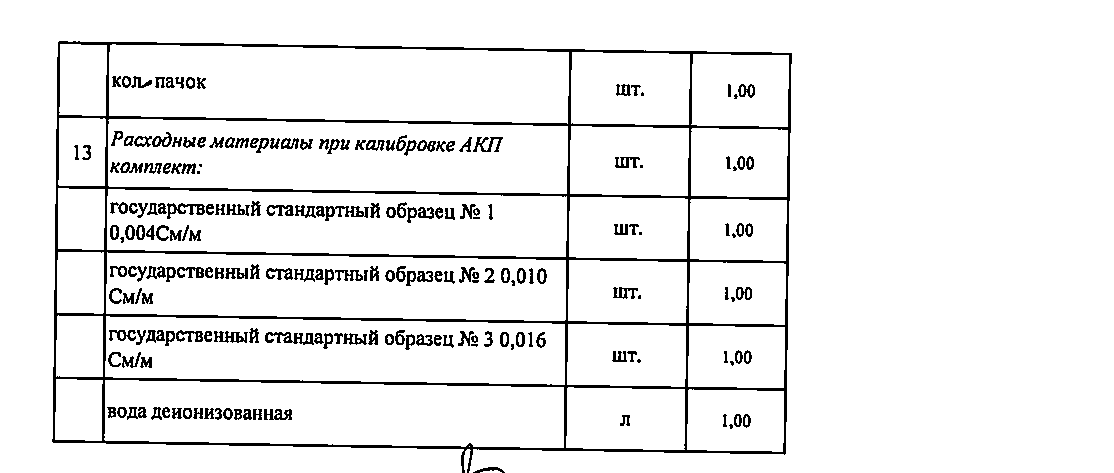 колпачок шт. 1,00
13 Расходные материалы при калибровке АКП
комплект: шт. 1,00
государственный стандартный образец № 1
0,004См/м шт. 1,00
государственный стандартный образец № 2 0,010
См/м шт. 1,00
государственный стандартный образец № 3 0,016
См/м шт. 1,00
вода деионизованная л 1,00